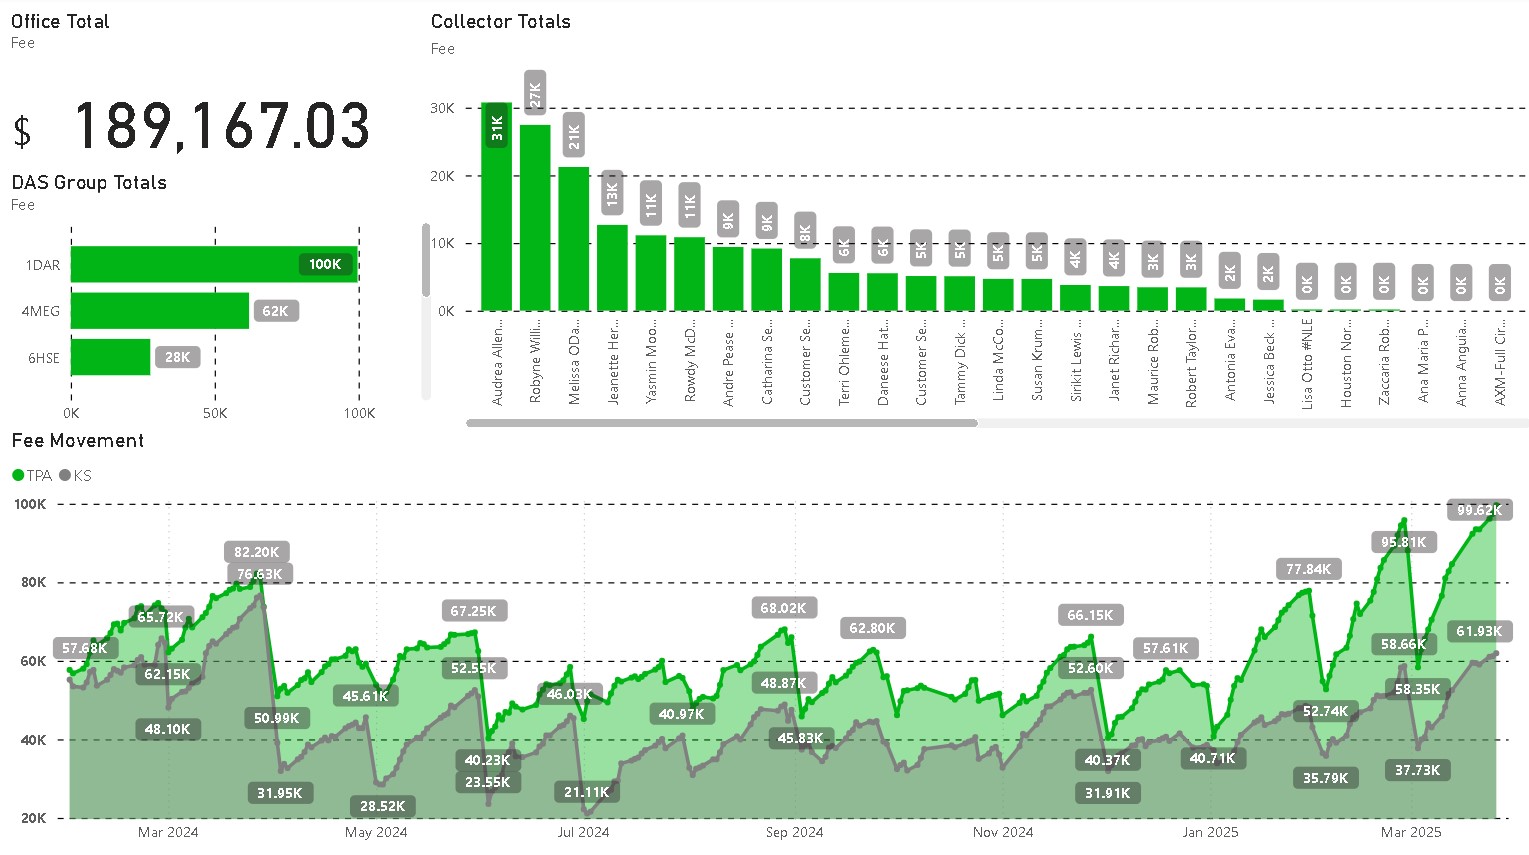 Office Total
Fee
$ 189,167.03
DAS Group Totals
Fee
1DAR
100K
4MEG
62K
6HSE
28K
0K 50K 100K
Collector Totals
Fee
30K
20K
10K
0K
31K 27K 21K 13K 11K 11K 9K 9K 8K 6K 6K 5K 5K 5K 5K 4K 4K 3K 3K 2K 2K 0K 0K 0K 0K 0K 0K
Audrea Allen...
Robyne Willi...
Melissa ODa...
Jeanette Her...
Yasmin Moo...
Rowdy McD...
Andre Pease ...
Catharina Se...
Customer Se...
Terri Ohleme...
Daneese Hat...
Customer Se...
Tammy Dick ...
Linda McCo...
Susan Krum...
Sirikit Lewis ...
Janet Richar...
Maurice Rob...
Robert Taylor...
Antonia Eva...
Jessica Beck ...
Lisa Otto #NLE
Houston Nor...
Zaccaria Rob...
Ana Maria P...
Anna Anguia...
AXM-Full Cir...
Fee Movement
TPA KS
100K
80K
60K
40K
20K
57.68K
65.72K
62.15K
48.10K
82.20K
76.63K
50.99K
31.95K
45.61K
28.52K
67.25K
52.55K
40.23K
23.55K
46.03K
21.11K
40.97K
68.02K
48.87K
45.83K
62.80K
66.15K
52.60K
40.37K
31.91K
57.61K
40.71K
77.84K
52.74K
35.79K
95.81K
58.66K
58.35K
37.73K
99.62K
61.93K
Mar 2024 May 2024 Jul 2024 Sep 2024 Nov 2024 Jan 2025 Mar 2025